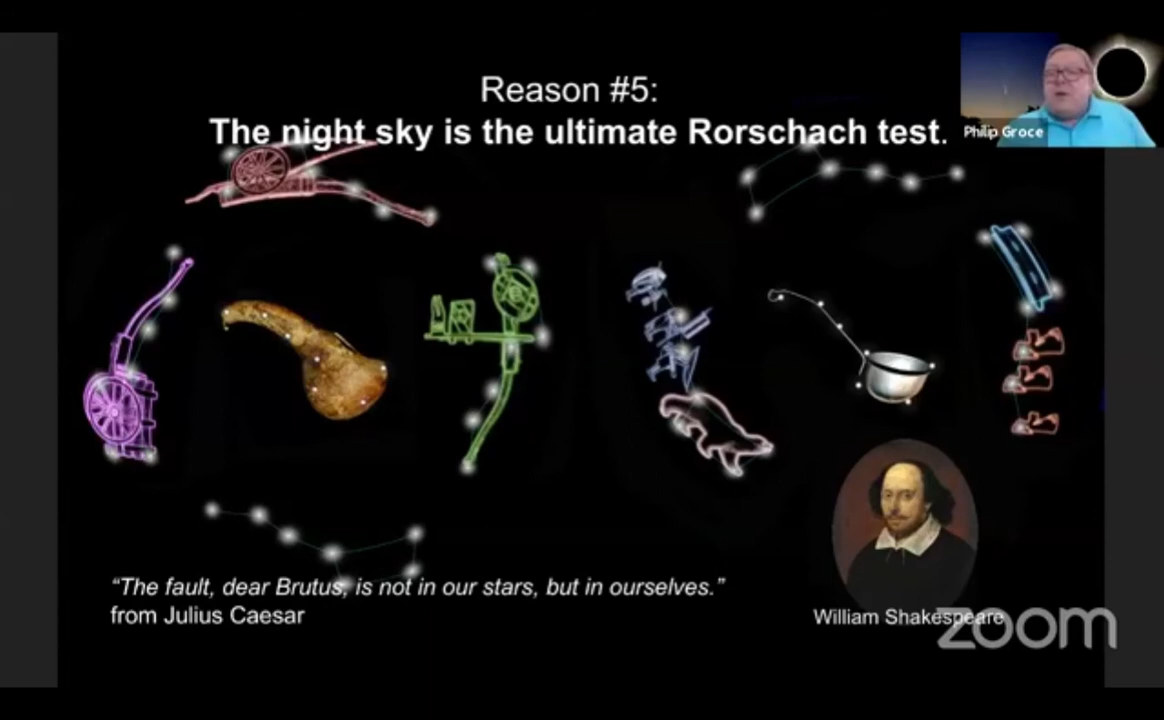 Reason #5:
The night sky is the ultimate Rorschach test.
Philip Groce
“The fault, dear Brutus, is not in our stars, but in ourselves.”
from Julius Caesar
William Shakespeare
zoom